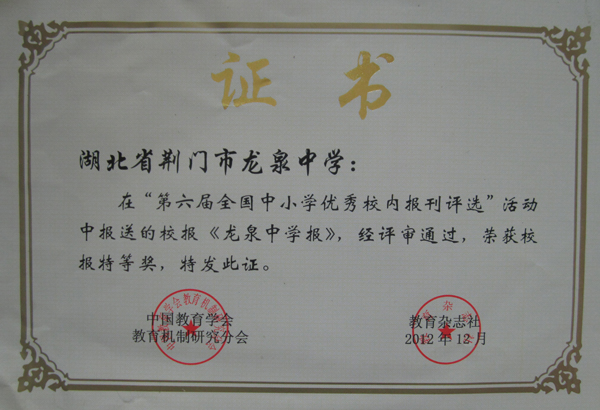 证书
湖北省荆门市龙泉中学：
在“第六届全国中小学优秀校内报刊评选”活动
中报送的校报《龙泉中学报》，经评审通过，荣获校
报特等奖，特发此证。
中国教育学会
教育机制研究分会
教育杂志社
2012年12月